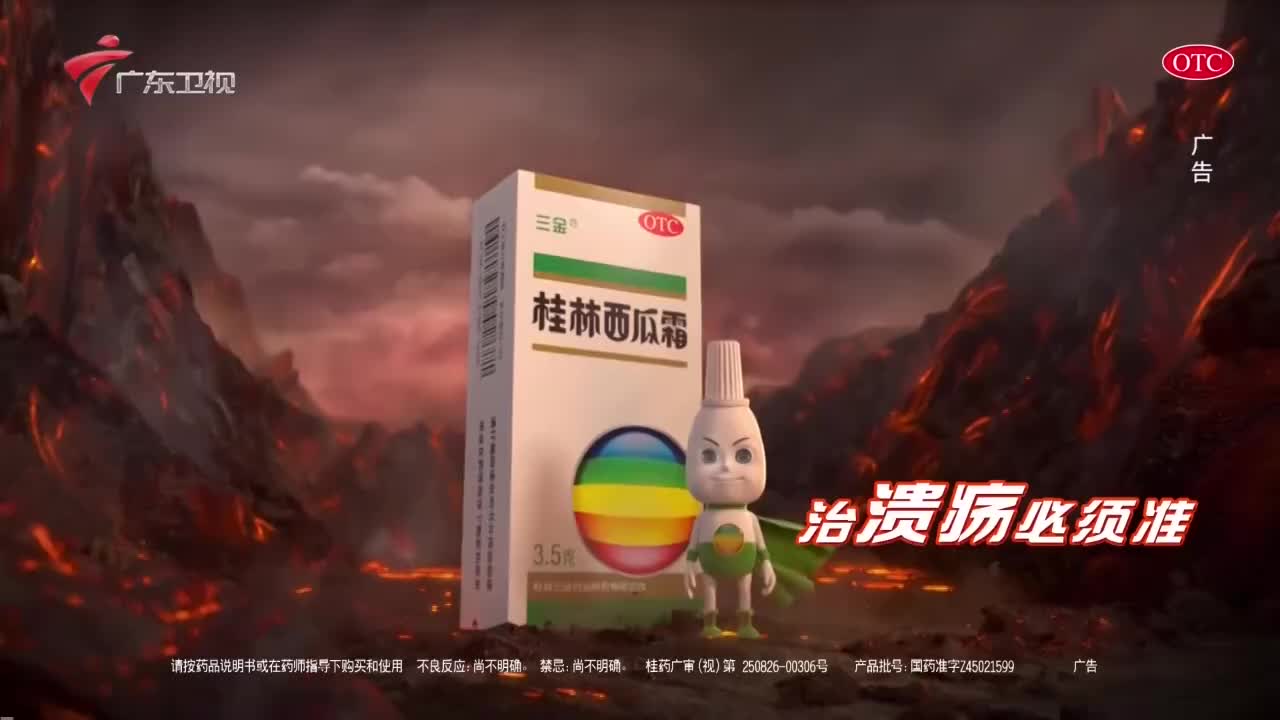 广东卫视
OTC
广告
三金
OTC
桂林西瓜霜
3.5克
治溃疡必须准
请按药品说明书或在药师指导下购买和使用 不良反应:尚不明确。 禁忌:尚不明确。 桂药广审(视)第 250826-00306号 产品批号:国药准字Z45021599 广告